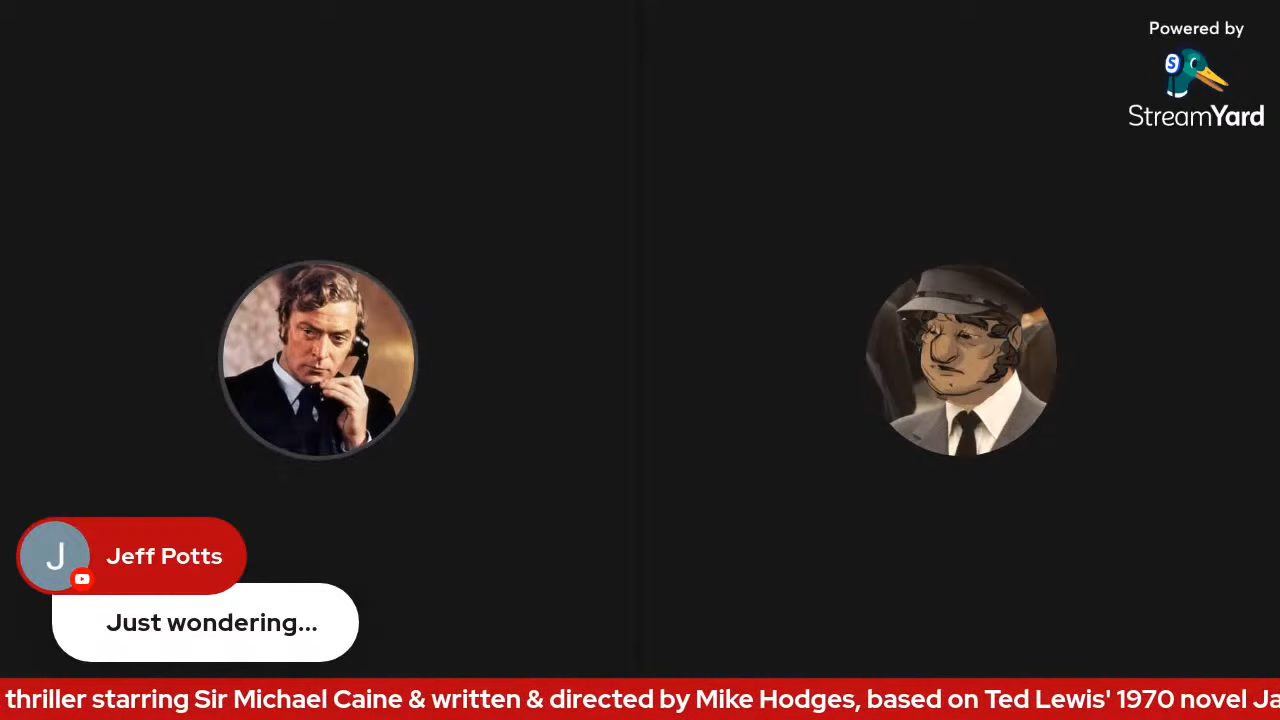 Powered by
S
StreamYard
J
Jeff Potts
Just wondering...
thriller starring Sir Michael Caine & written & directed by Mike Hodges, based on Ted Lewis' 1970 novel Ja